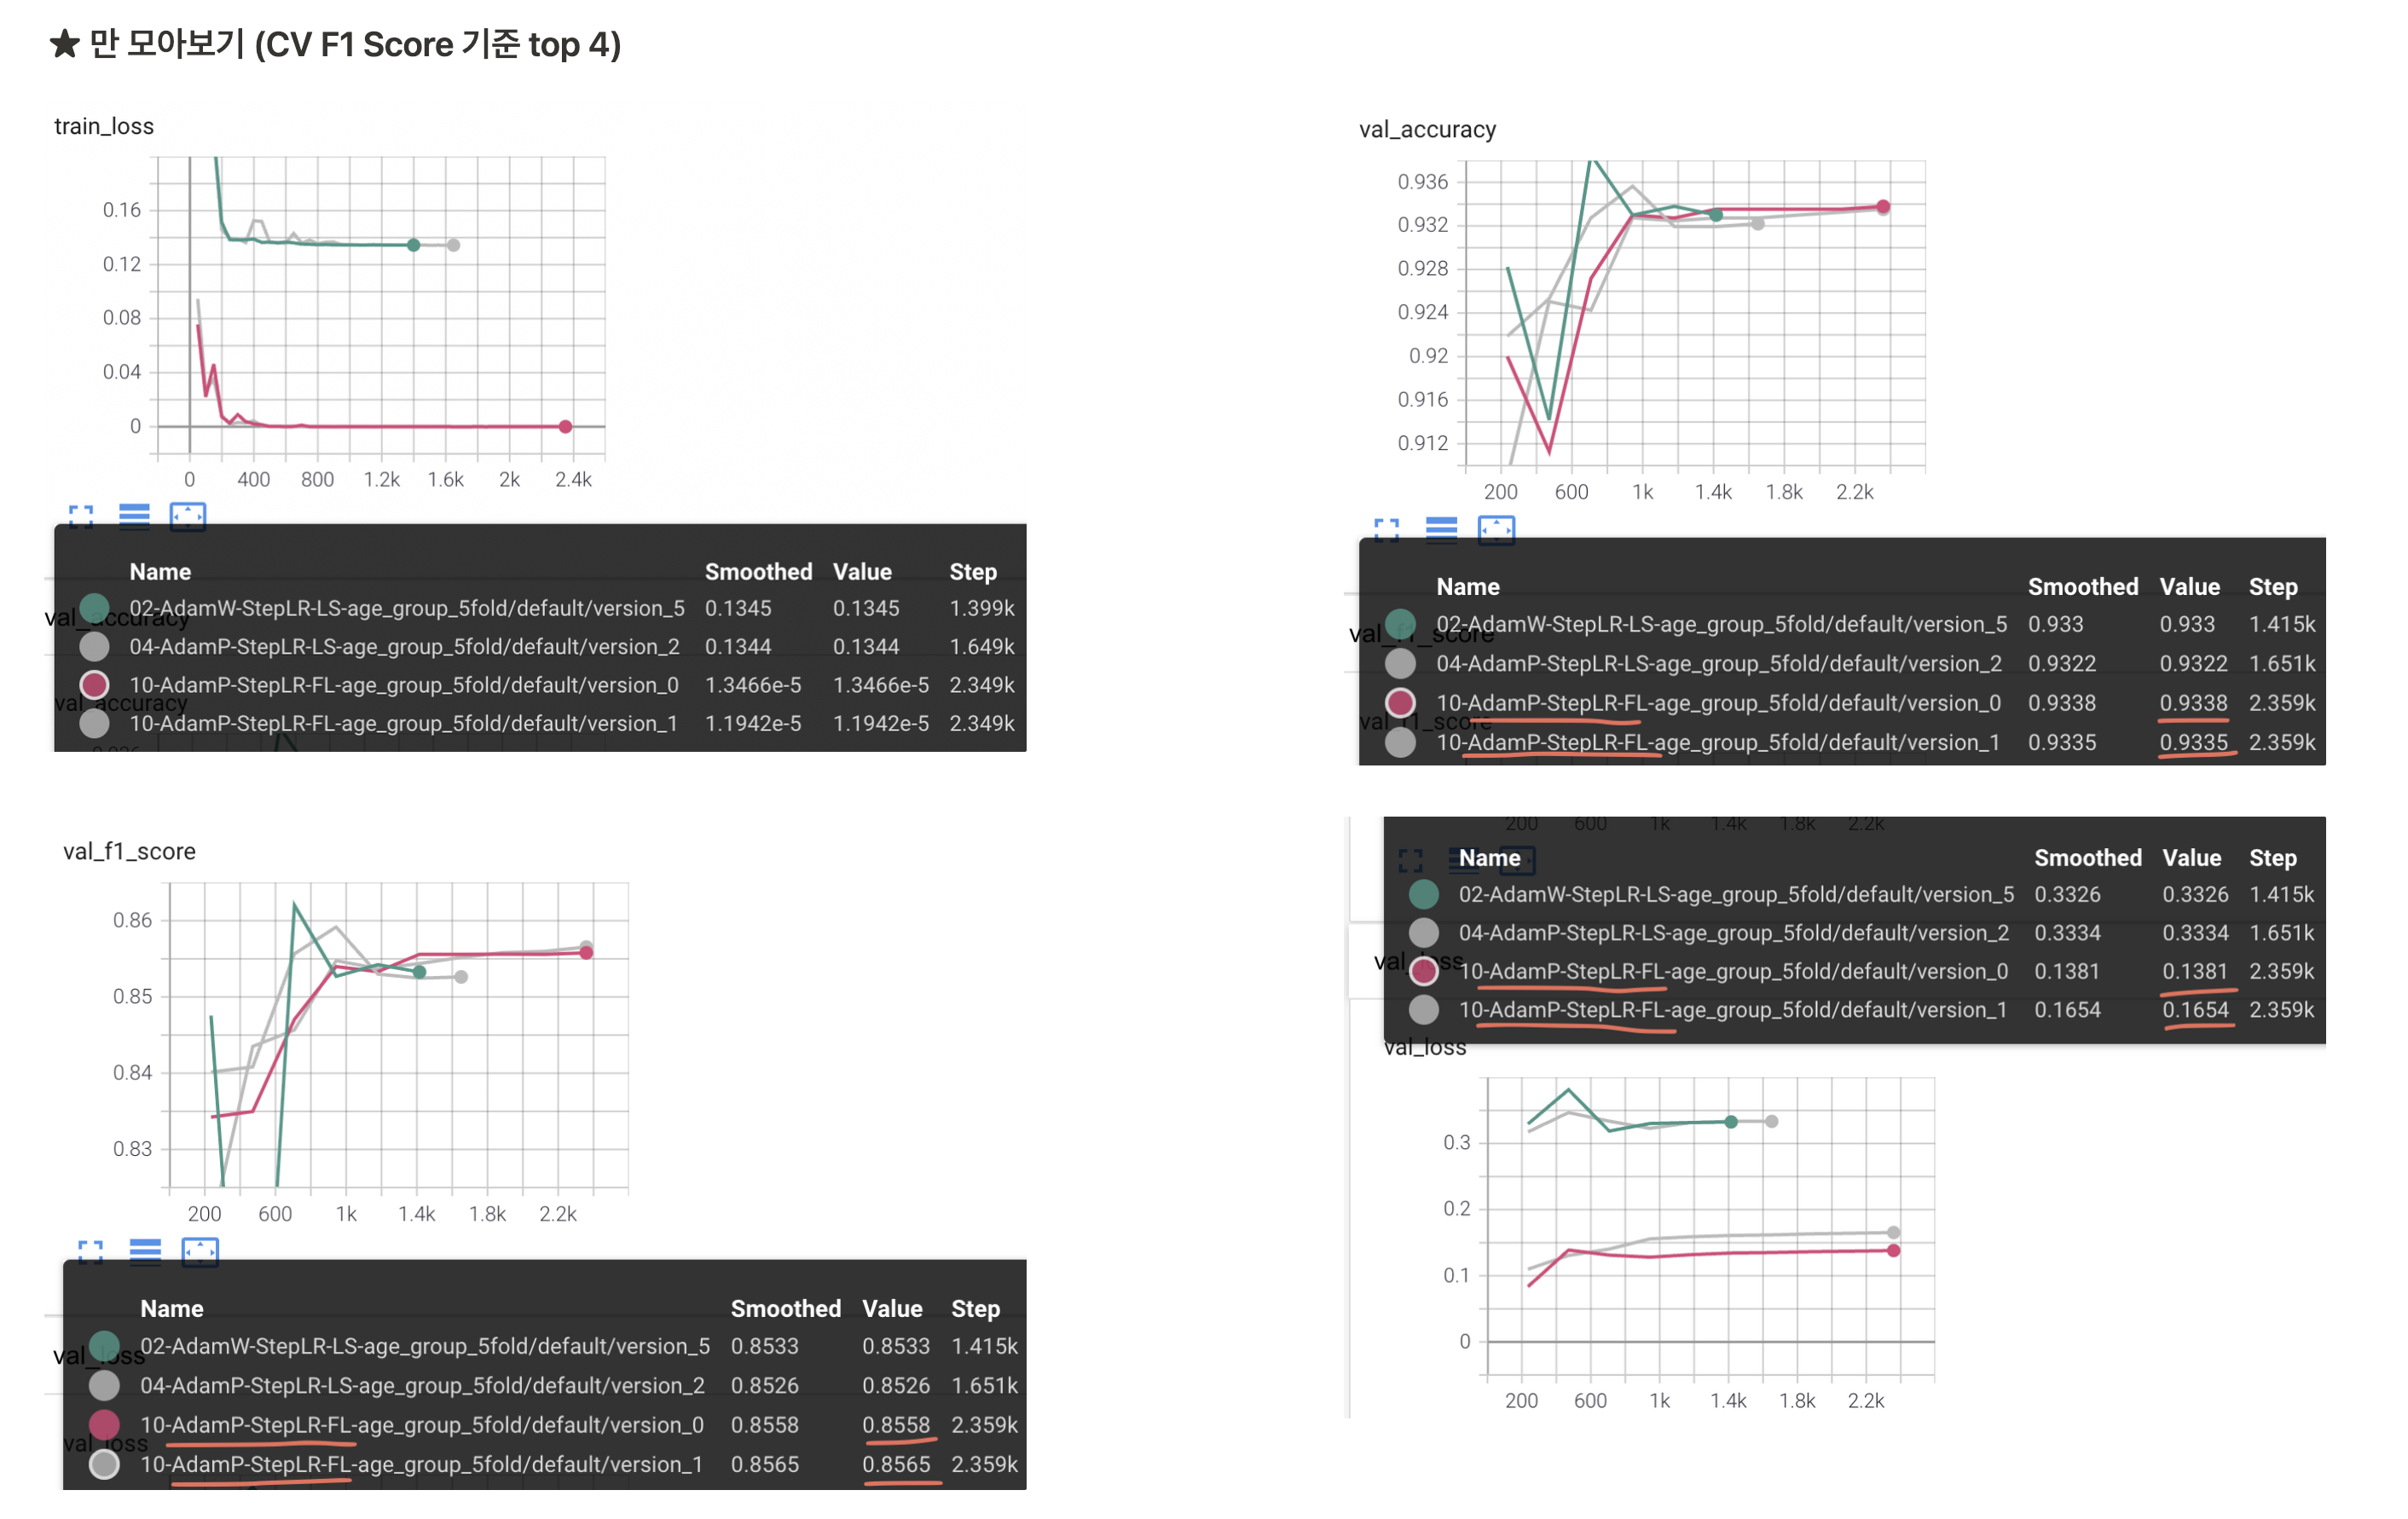 ★ 만 모아보기 (CV F1 Score 기준 top 4)
train_loss
0.16
0.12
0.08
0.04
0
0 400 800 1.2k 1.6k 2k 2.4k
Name Smoothed Value Step
02-AdamW-StepLR-LS-age_group_5fold/default/version_5 0.1345 0.1345 1.399k
val_accuracy
04-AdamP-StepLR-LS-age_group_5fold/default/version_2 0.1344 0.1344 1.649k
10-AdamP-StepLR-FL-age_group_5fold/default/version_0 1.3466e-5 1.3466e-5 2.349k
val_accuracy
10-AdamP-StepLR-FL-age_group_5fold/default/version_1 1.1942e-5 1.1942e-5 2.349k
val_accuracy
0.936
0.932
0.928
0.924
0.92
0.916
0.912
200 600 1k 1.4k 1.8k 2.2k
Name Smoothed Value Step
02-AdamW-StepLR-LS-age_group_5fold/default/version_5 0.933 0.933 1.415k
val_f1_score
04-AdamP-StepLR-LS-age_group_5fold/default/version_2 0.9322 0.9322 1.651k
10-AdamP-StepLR-FL-age_group_5fold/default/version_0 0.9338 0.9338 2.359k
val_f1_score
10-AdamP-StepLR-FL-age_group_5fold/default/version_1 0.9335 0.9335 2.359k
val_f1_score
0.86
0.85
0.84
0.83
200 600 1k 1.4k 1.8k 2.2k
Name Smoothed Value Step
02-AdamW-StepLR-LS-age_group_5fold/default/version_5 0.8533 0.8533 1.415k
val_loss
04-AdamP-StepLR-LS-age_group_5fold/default/version_2 0.8526 0.8526 1.651k
10-AdamP-StepLR-FL-age_group_5fold/default/version_0 0.8558 0.8558 2.359k
val_loss
10-AdamP-StepLR-FL-age_group_5fold/default/version_1 0.8565 0.8565 2.359k
200 600 1k 1.4k 1.8k 2.2k
Name Smoothed Value Step
02-AdamW-StepLR-LS-age_group_5fold/default/version_5 0.3326 0.3326 1.415k
04-AdamP-StepLR-LS-age_group_5fold/default/version_2 0.3334 0.3334 1.651k
val_loss
10-AdamP-StepLR-FL-age_group_5fold/default/version_0 0.1381 0.1381 2.359k
10-AdamP-StepLR-FL-age_group_5fold/default/version_1 0.1654 0.1654 2.359k
val_loss
0.3
0.2
0.1
0
200 600 1k 1.4k 1.8k 2.2k